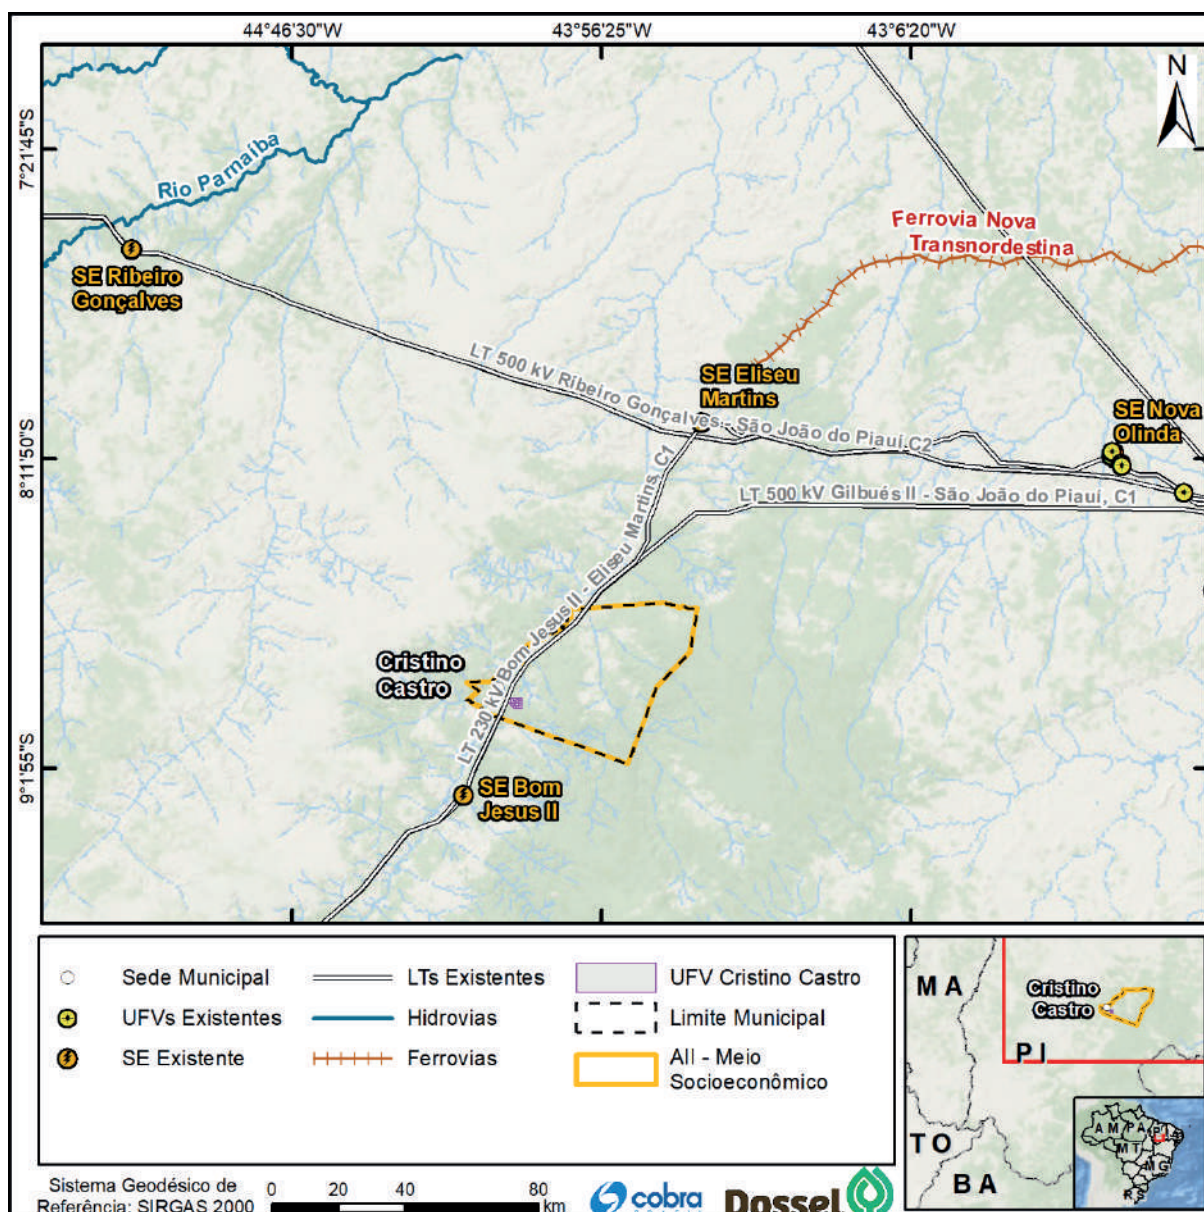 44°46'30"W
43°56'25"W
43°6'20"W
7°21'45"S
8°11'50"S
9°1'55"S
N
Rio Parnaíba
SE Ribeiro
Gonçalves
Ferrovia Nova
Transnordestina
LT 500 kV Ribeiro Gonçalves - São João do Piauí C2
SE Eliseu
Martins
SE Nova
Olinda
LT 500 kV Gilbués II - São João do Piauí, C1
LT 230 kV Bom Jesus II - Eliseu Martins, C1
Cristino
Castro
SE Bom
Jesus II
Sede Municipal
UFVs Existentes
SE Existente
LTs Existentes
Hidrovias
Ferrovias
UFV Cristino Castro
Limite Municipal
AII - Meio
Socioeconômico
MA
Cristino
Castro
PI
TO
BA
AM
PA
PI
MT
MG
RS
Sistema Geodésico de
Referência: SIRGAS 2000
0 20 40 80
km
cobra
Dossel